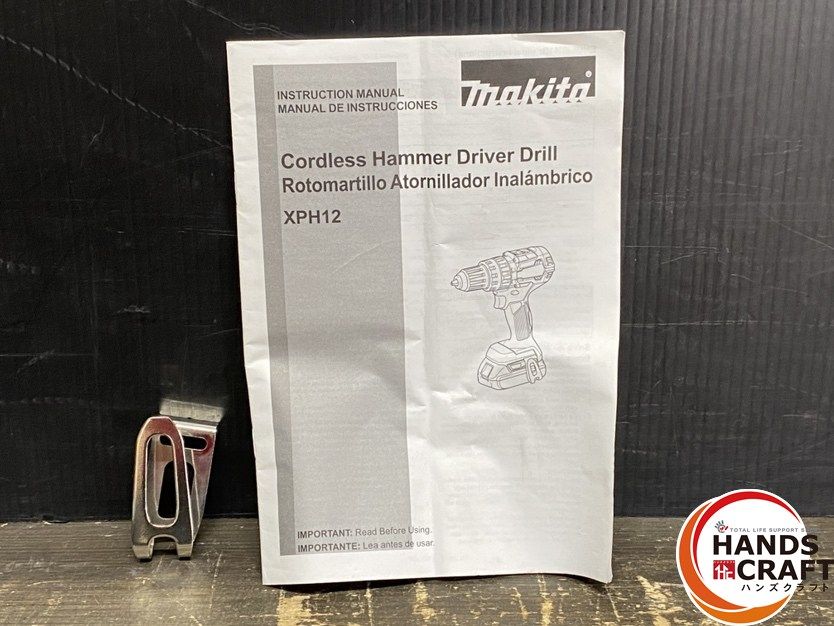 INSTRUCTION MANUAL
MANUAL DE INSTRUCCIONES
makita®
Cordless Hammer Driver Drill
Rotomartillo Atornillador Inalámbrico
XPH12
IMPORTANT: Read Before Using.
IMPORTANTE: Lea antes de usar.
TOTAL LIFE SUPPORT
HANDS
CRAFT
ハンズクラフト